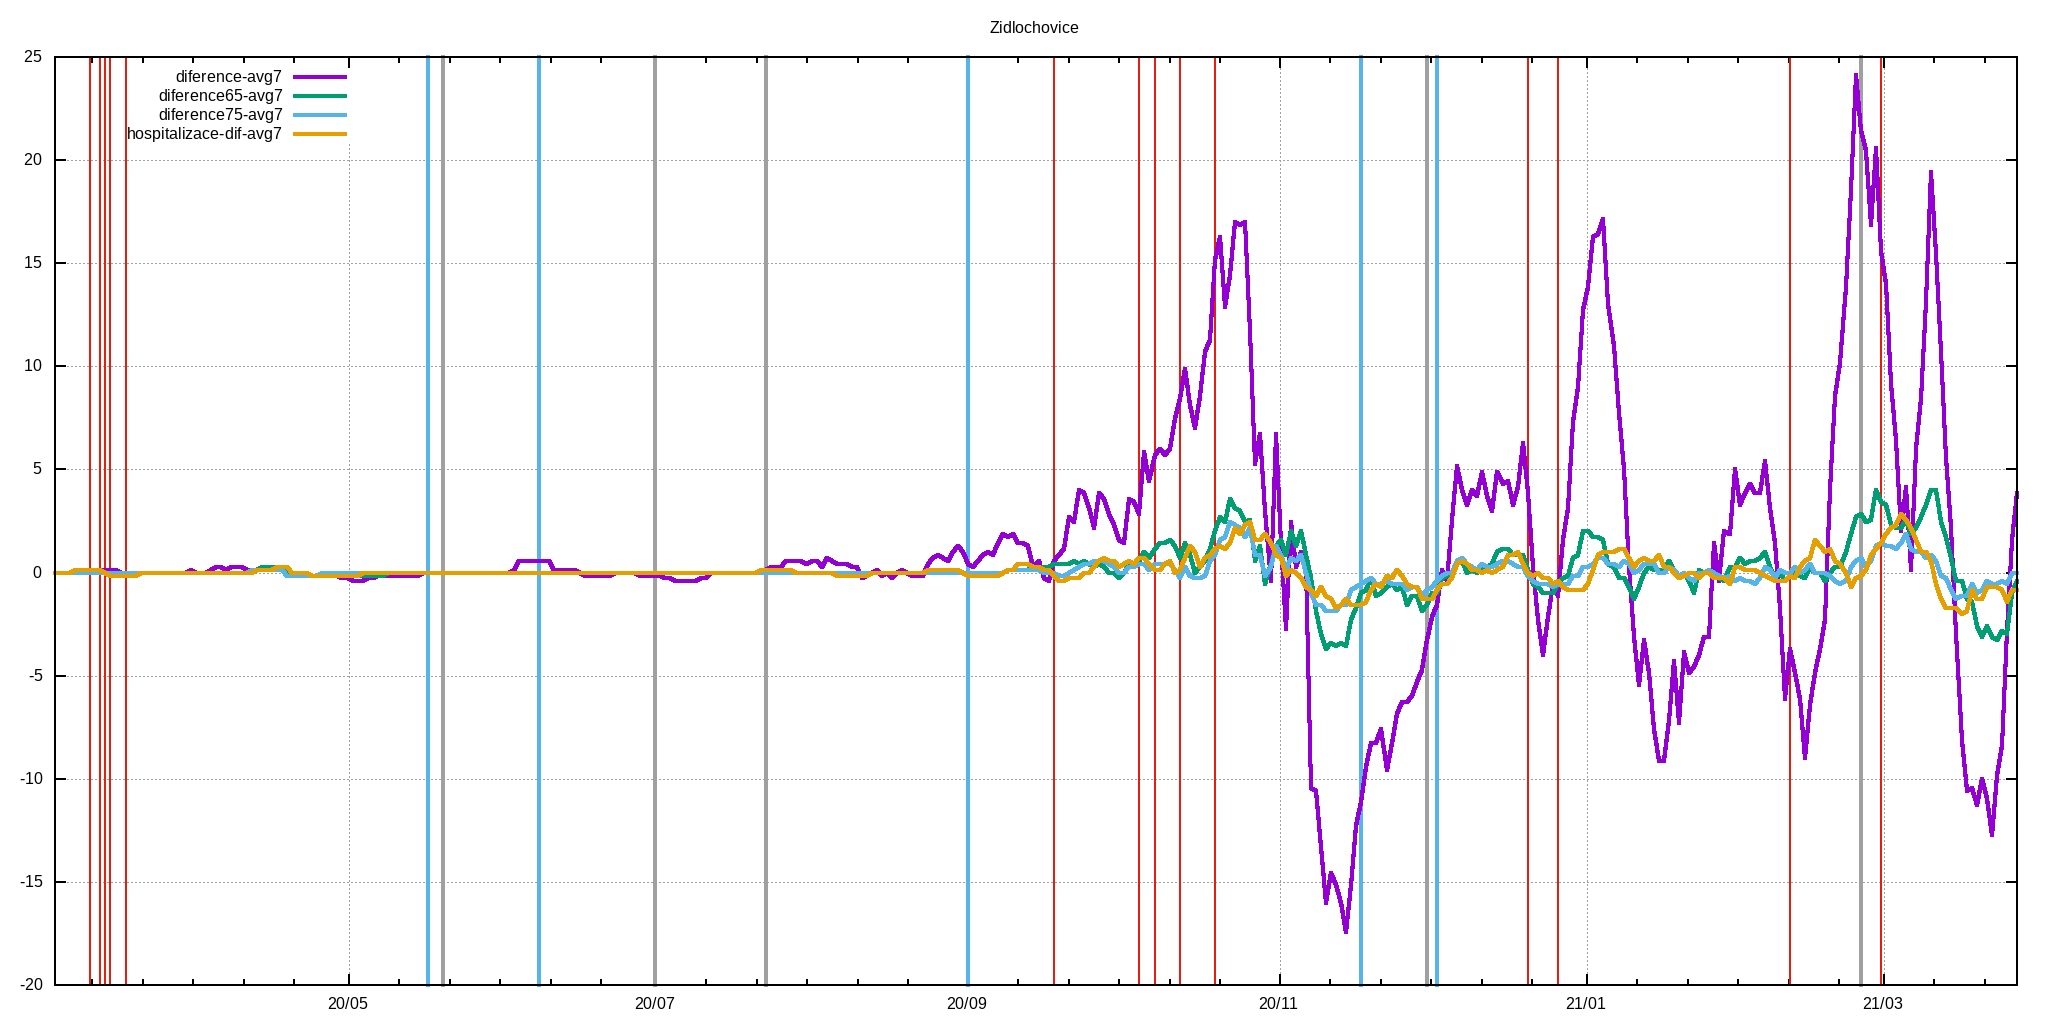 Zidlochovice
25
20
15
10
5
0
-5
-10
-15
-20
diference-avg7
diference65-avg7
diference75-avg7
hospitalizace-dif-avg7
20/05 20/07 20/09 20/11 21/01 21/03